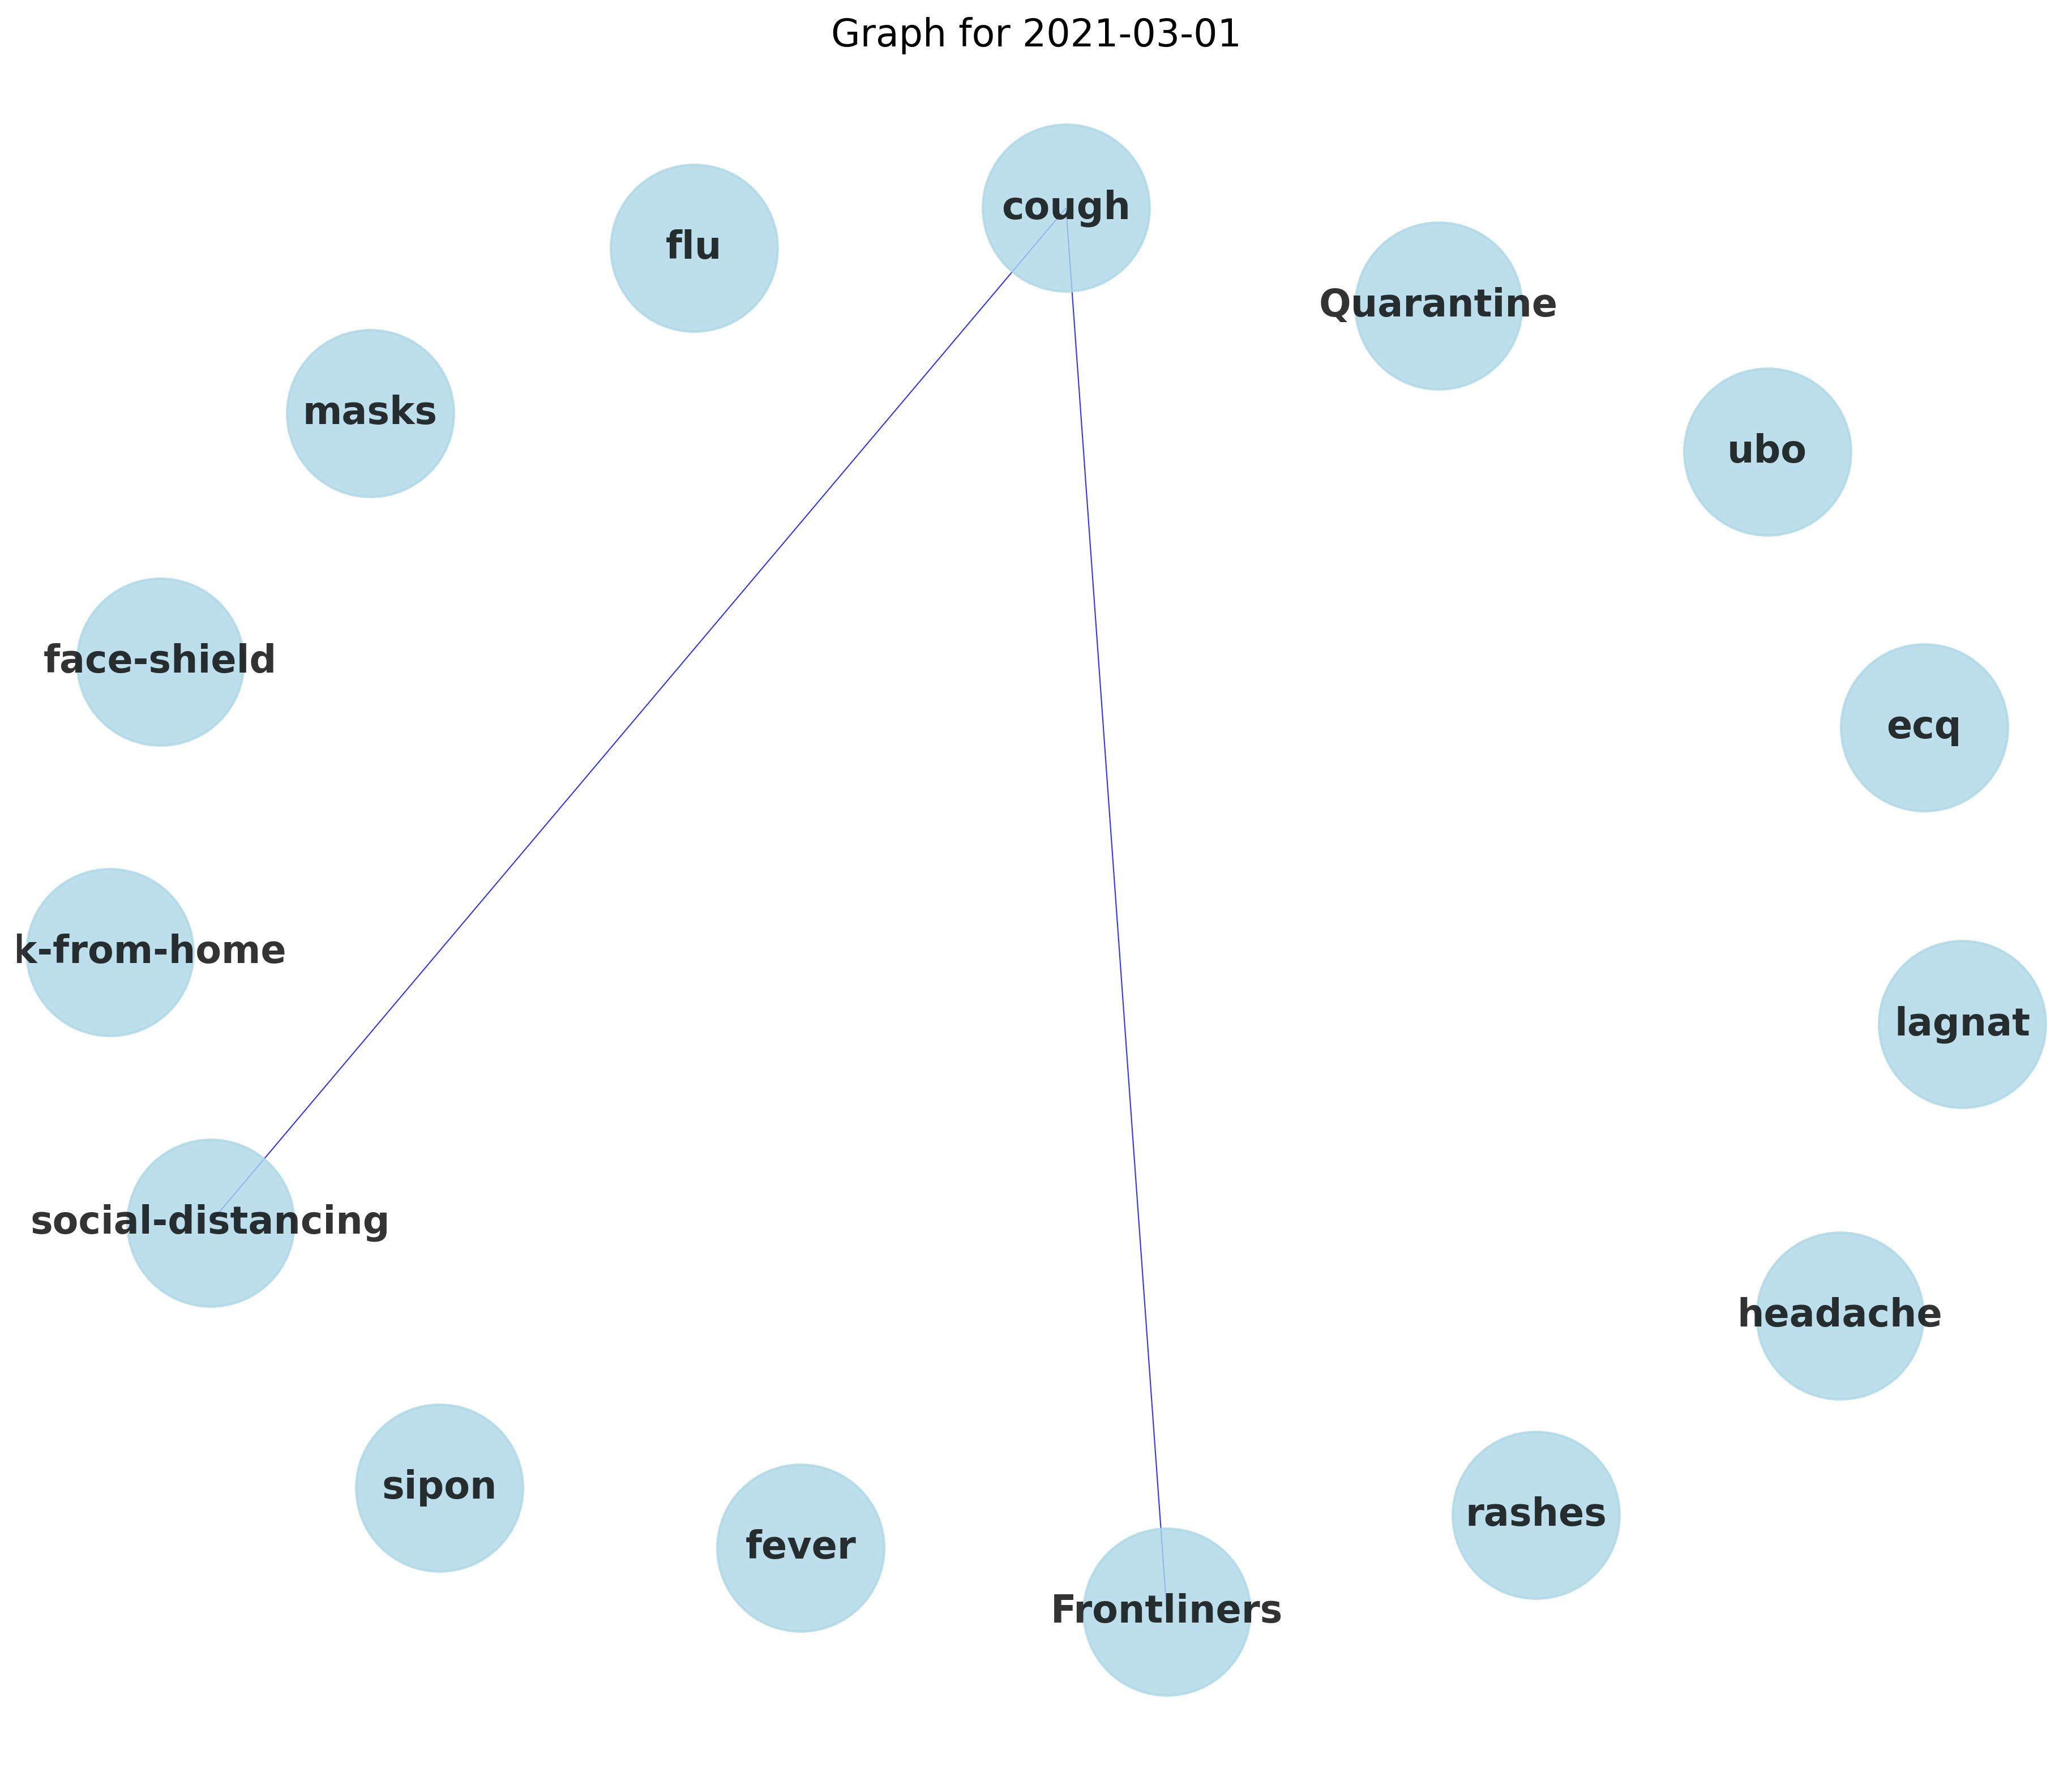 Graph for 2021-03-01
cough
flu
Quarantine
masks
ubo
face-shield
ecq
k-from-home
lagnat
social-distancing
headache
sipon
rashes
fever
Frontliners